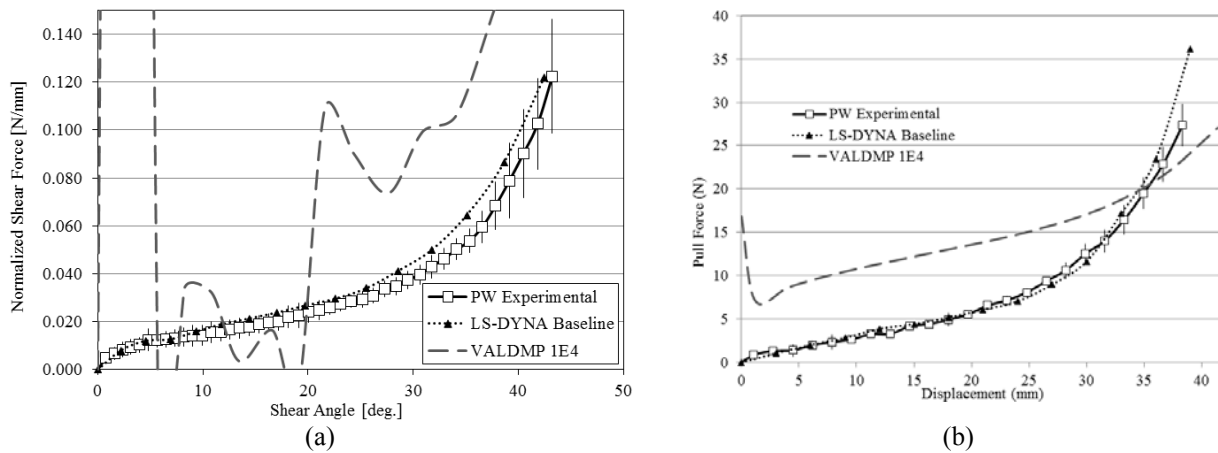 0.140
0.120
0.100
0.080
0.060
0.040
0.020
0.000
Normalized Shear Force [N/mm]
0
10
20
30
40
50
Shear Angle [deg.]
PW Experimental
LS-DYNA Baseline
VALDMP 1E4
(a)
40
35
30
25
20
15
10
5
0
Pull Force (N)
0
5
10
15
20
25
30
35
40
Displacement (mm)
PW Experimental
LS-DYNA Baseline
VALDMP 1E4
(b)